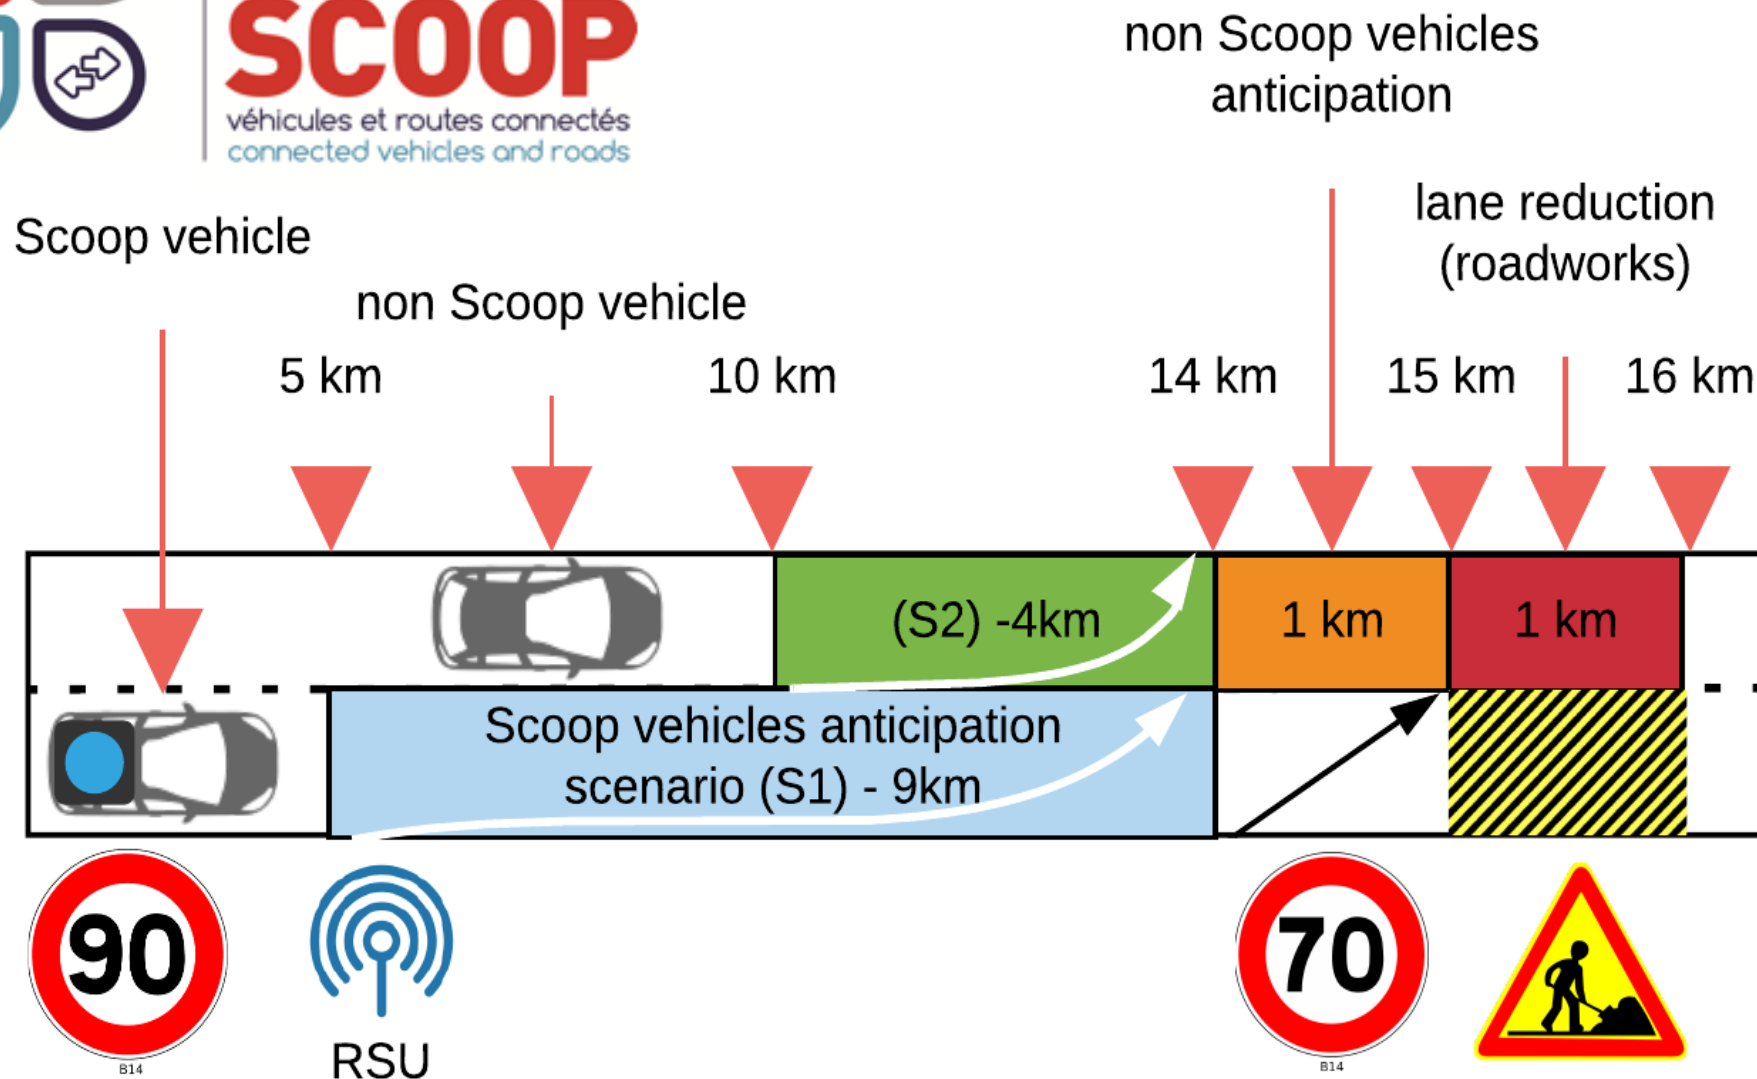 SCOOP
véhicules et routes connectés
connected vehicles and roads
non Scoop vehicles
anticipation
lane reduction
(roadworks)
Scoop vehicle
non Scoop vehicle
5 km
10 km
14 km
15 km
16 km
(S2) -4km
1 km
1 km
Scoop vehicles anticipation
scenario (S1) - 9km
90
B14
RSU
70
B14